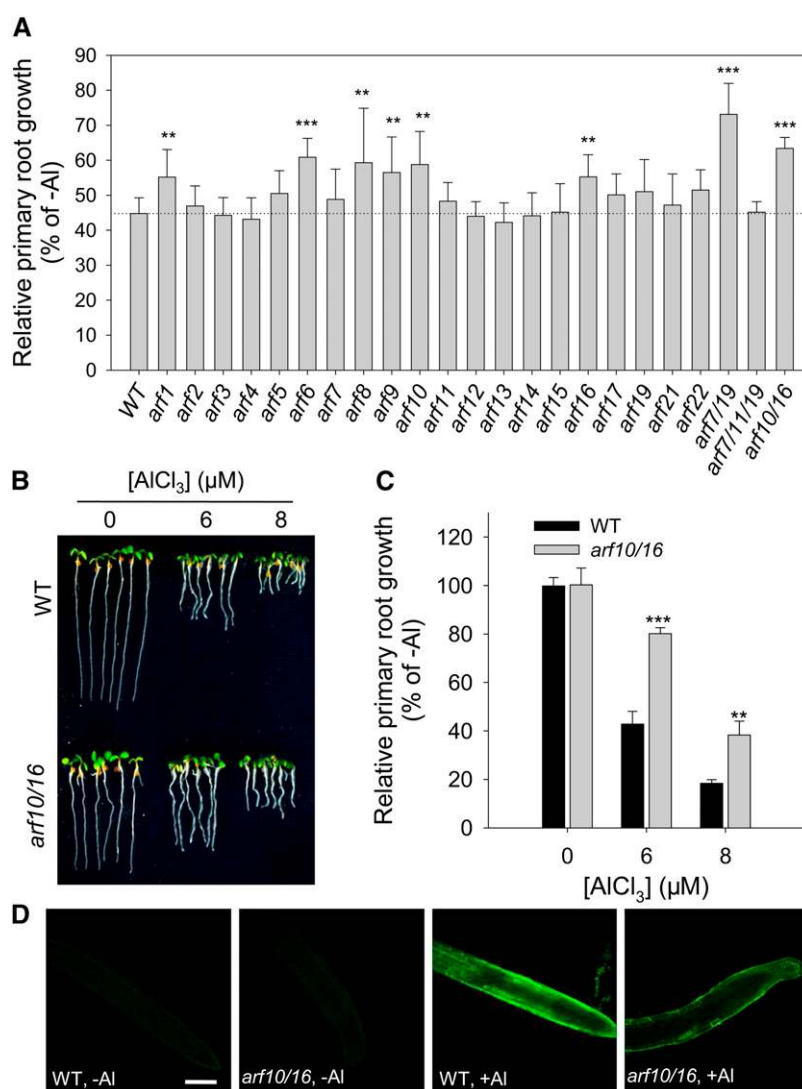 A
Relative primary root growth
(% of -Al)
90
80
70
60
50
40
30
20
10
0
**
***
**
**
**
**
***
***
WT
arf1
arf2
arf3
arf4
arf5
arf6
arf7
arf8
arf9
arf10
arf11
arf12
arf13
arf14
arf15
arf16
arf17
arf19
arf21
arf22
arf7/19
arf7/11/19
arf10/16
B
[AlCl₃] (µM)
0 6 8
WT
arf10/16
C
Relative primary root growth
(% of -Al)
120
100
80
60
40
20
0
WT
arf10/16
***
**
0 6 8
[AlCl₃] (µM)
D
WT, -Al
arf10/16, -Al
WT, +Al
arf10/16, +Al